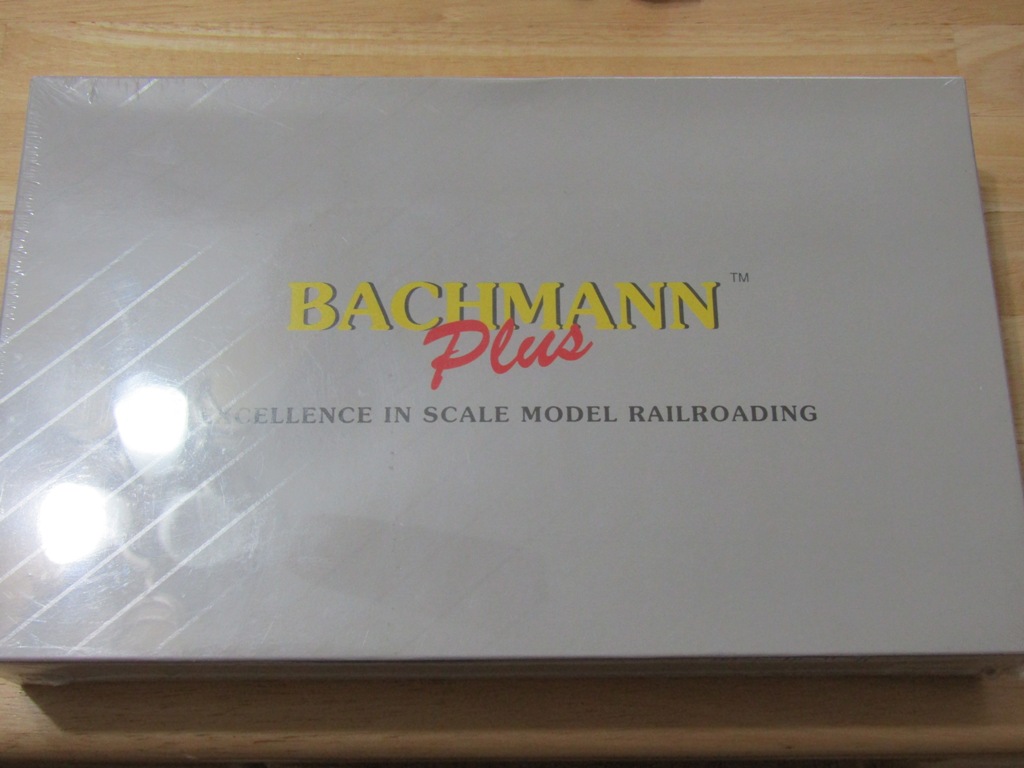 BACHMANN™
Plus
EXCELLENCE IN SCALE MODEL RAILROADING